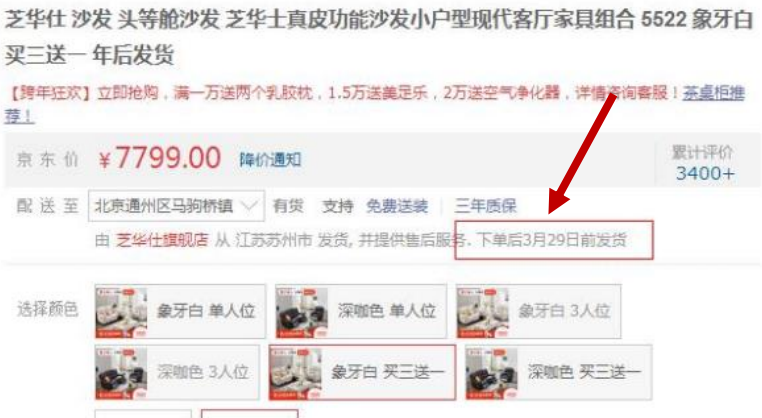 芝华仕 沙发 头等舱沙发 芝华士真皮功能沙发小户型现代客厅家具组合 5522 象牙白
买三送一 年后发货
【跨年狂欢】立即抢购，满一万送两个乳胶枕，1.5万送美足乐，2万送空气净化器，详情咨询客服！茶桌柜推
荐！
京东价 ￥7799.00 降价通知 累计评价
3400+
配送至 北京通州区马驹桥镇 有货 支持 免费送装 三年质保
由 芝华仕旗舰店 从 江苏苏州市 发货, 并提供售后服务. 下单后3月29日前发货
选择颜色 象牙白 单人位 深咖色 单人位 象牙白 3人位
深咖色 3人位 象牙白 买三送一 深咖色 买三送一